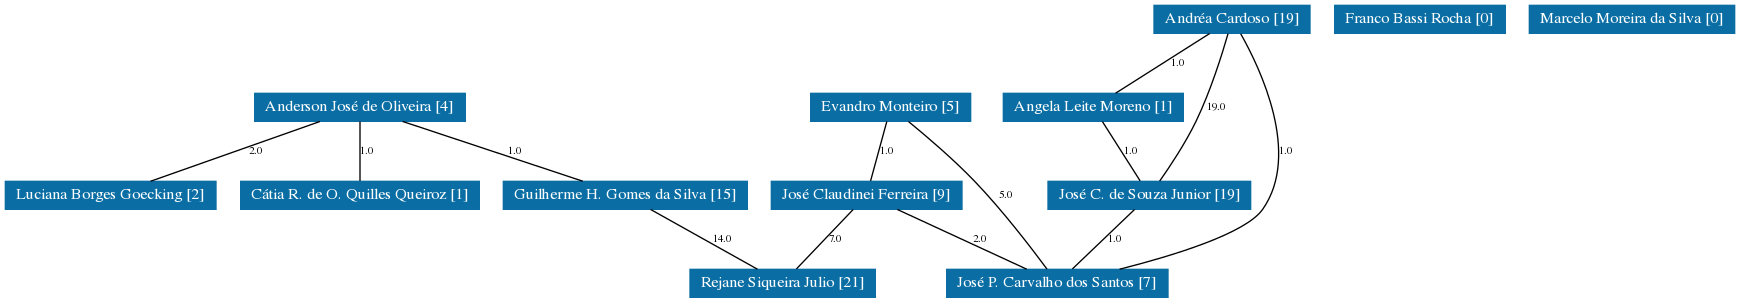 Andréa Cardoso [19]
Franco Bassi Rocha [0]
Marcelo Moreira da Silva [0]
1.0
Anderson José de Oliveira [4]
Evandro Monteiro [5]
Angela Leite Moreno [1]
19.0
2.0
1.0
1.0
1.0
1.0
1.0
Luciana Borges Goecking [2]
Cátia R. de O. Quilles Queiroz [1]
Guilherme H. Gomes da Silva [15]
José Claudinei Ferreira [9]
5.0
José C. de Souza Junior [19]
14.0
7.0
2.0
1.0
Rejane Siqueira Julio [21]
José P. Carvalho dos Santos [7]